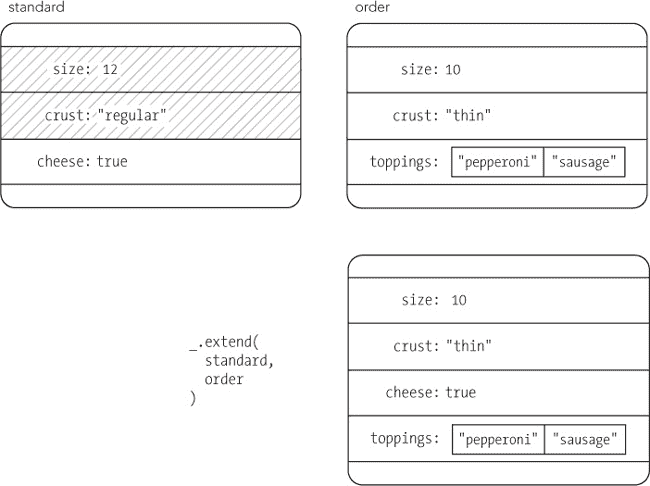 standard
size: 12
crust: "regular"
cheese: true
order
size: 10
crust: "thin"
toppings: "pepperoni" "sausage"
_.extend(
standard,
order
)
size: 10
crust: "thin"
cheese: true
toppings: "pepperoni" "sausage"